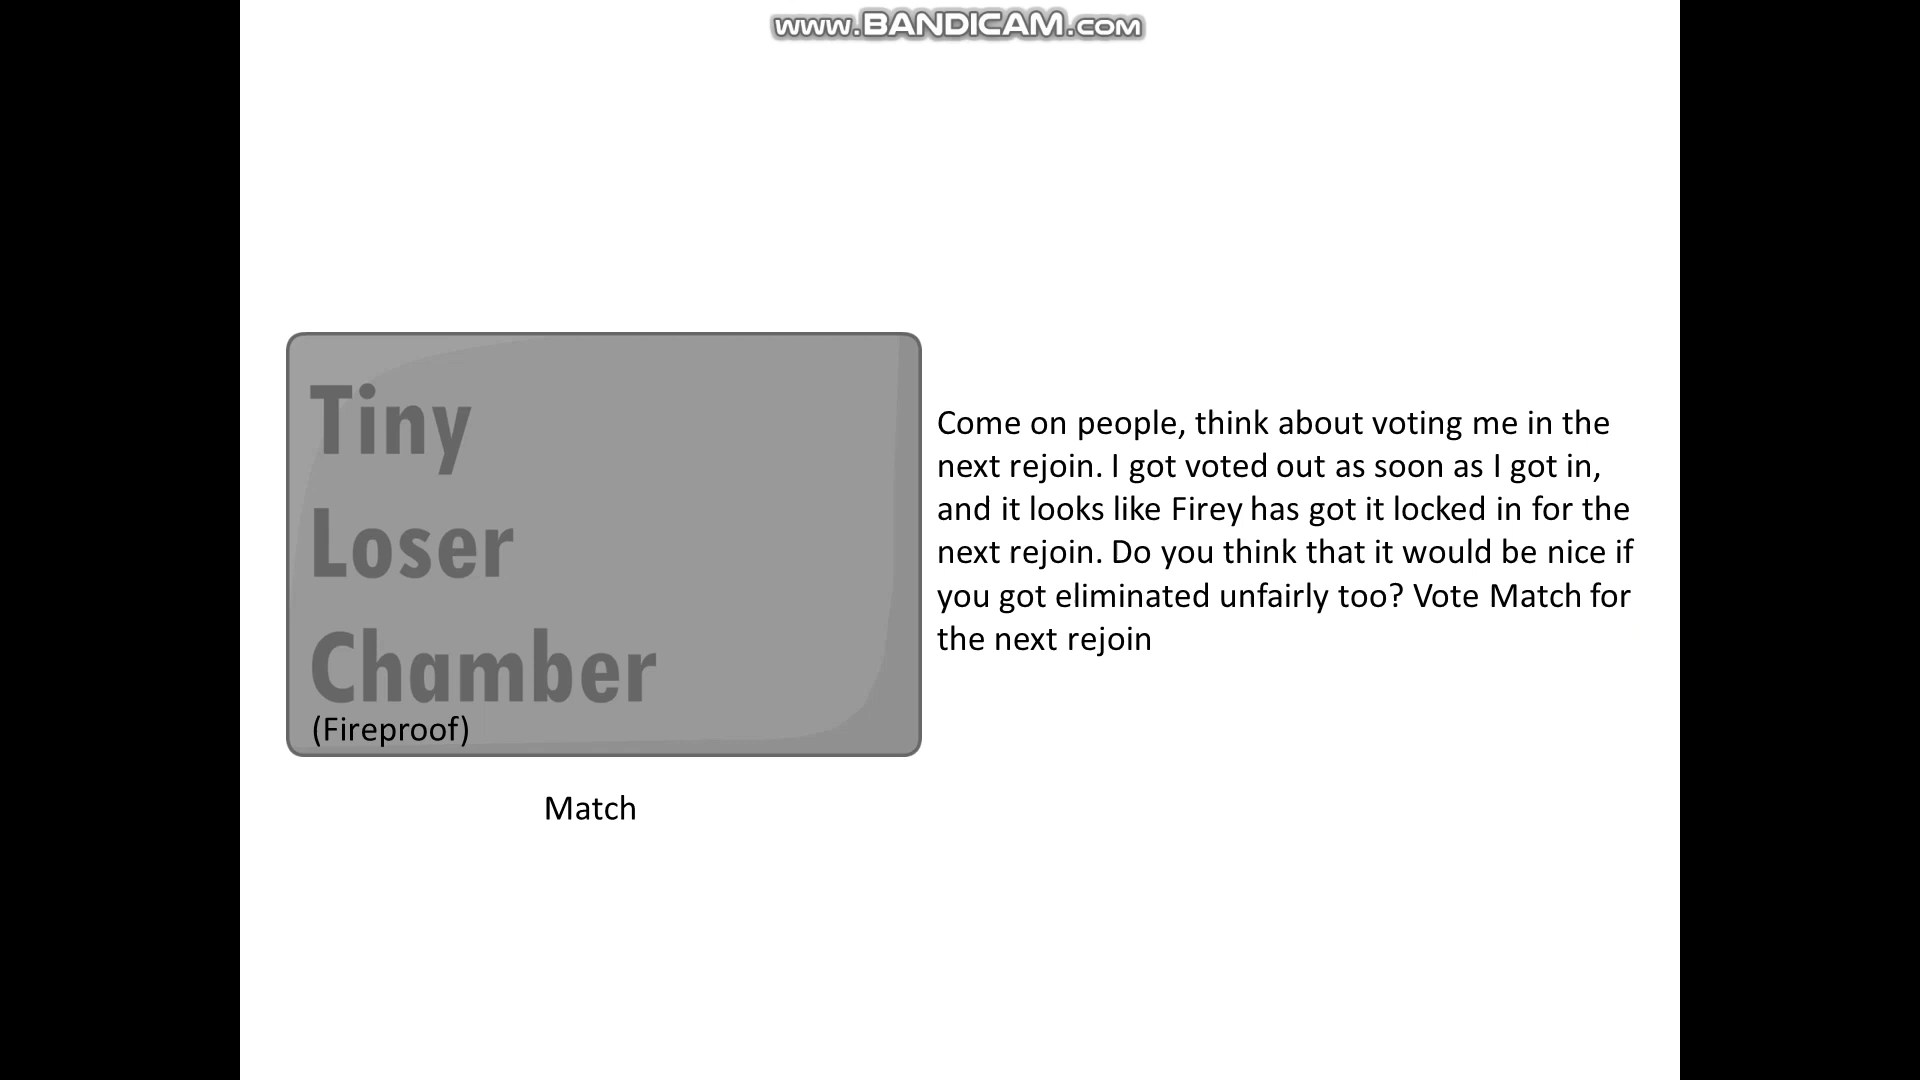 www.BANDICAM.com
Tiny
Loser
Chamber
(Fireproof)
Match
Come on people, think about voting me in the
next rejoin. I got voted out as soon as I got in,
and it looks like Firey has got it locked in for the
next rejoin. Do you think that it would be nice if
you got eliminated unfairly too? Vote Match for
the next rejoin